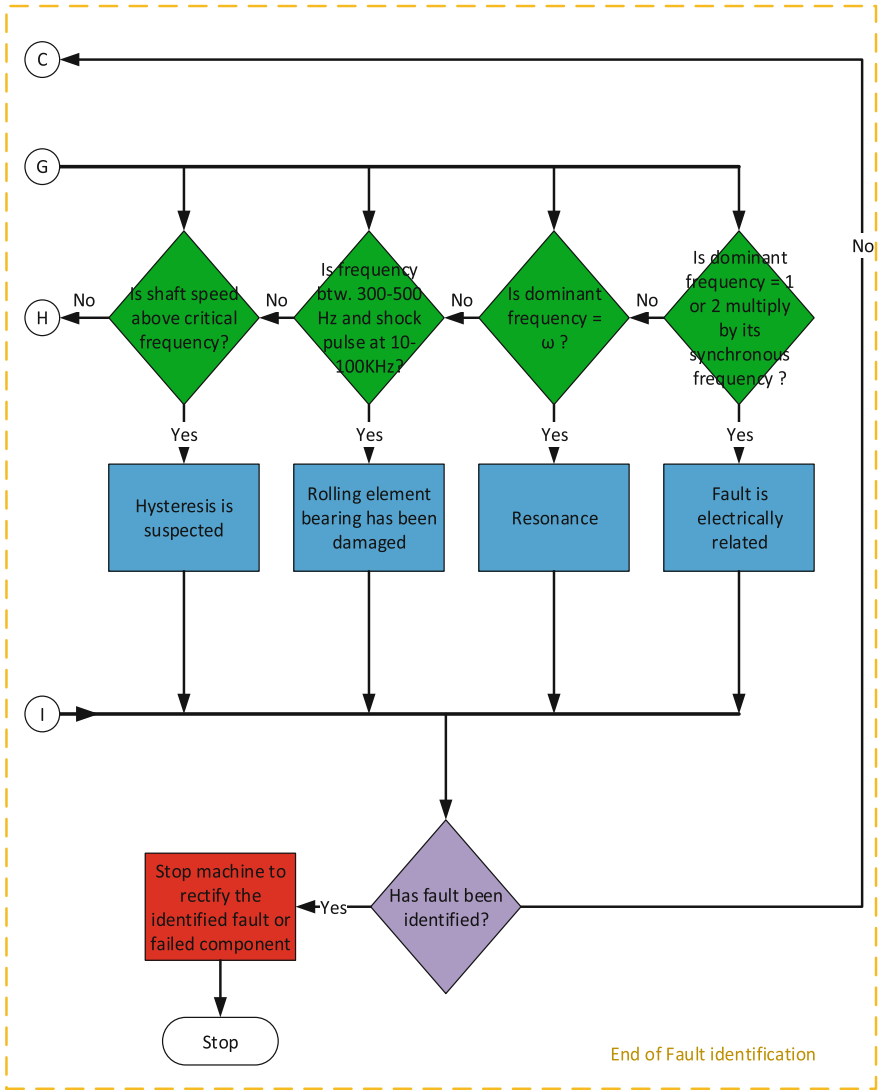 C
G
No
Is shaft speed
above critical
frequency?
Is frequency
btw. 300-500
Hz and shock
pulse at 10-
100KHz?
Is dominant
frequency =
ω ?
Is dominant
frequency = 1
or 2 multiply
by its
synchronous
frequency ?
H
No
No
No
No
Yes
Yes
Yes
Yes
Hysteresis is
suspected
Rolling element
bearing has been
damaged
Resonance
Fault is
electrically
related
I
Stop machine to
rectify the
identified fault or
failed component
Yes
Has fault been
identified?
Stop
End of Fault identification